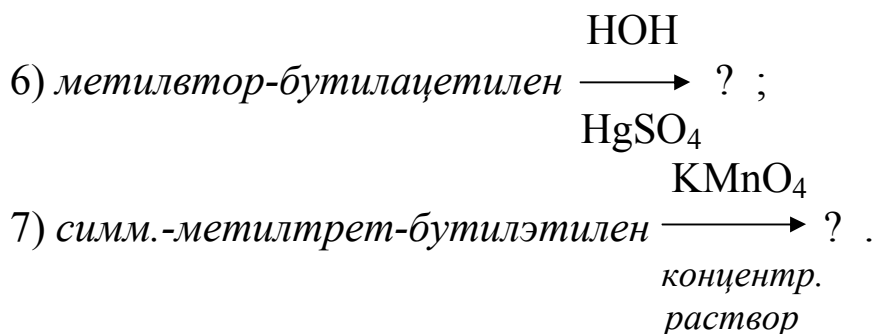 HOH
6) метилвтор-бутилацетилен ⟶ ? ;
HgSO₄
KMnO₄
7) симм.-метилтрет-бутилэтилен ⟶ ? .
концентр.
раствор